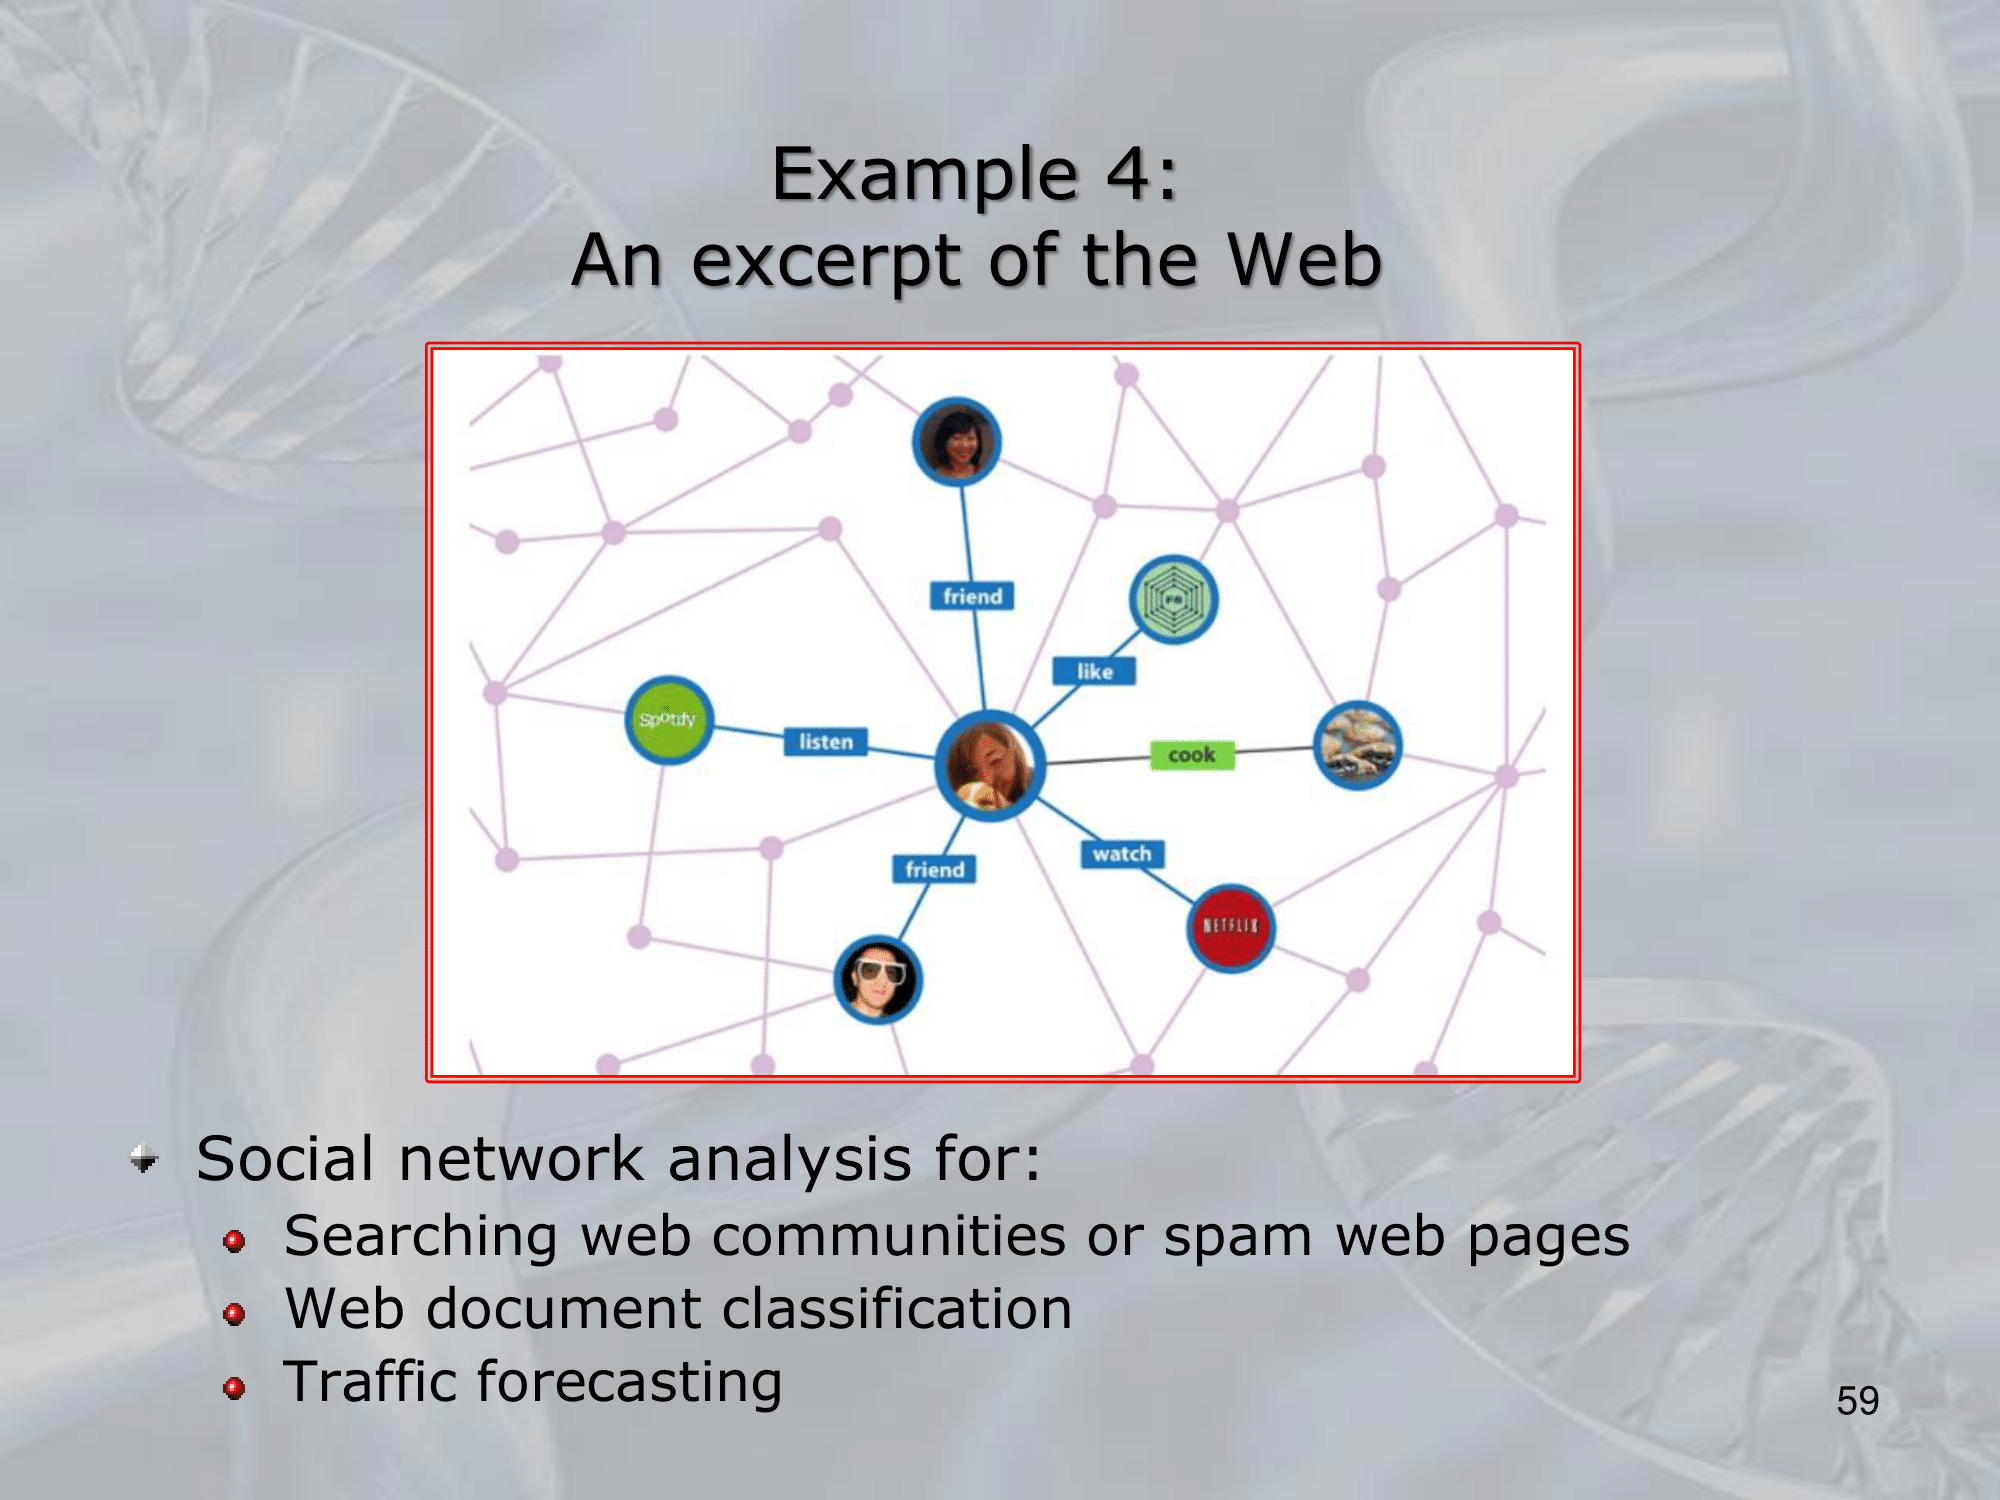 Example 4:
An excerpt of the Web
friend
like
Spotify
listen
cook
watch
friend
NETFLIX
Social network analysis for:
Searching web communities or spam web pages
Web document classification
Traffic forecasting
59